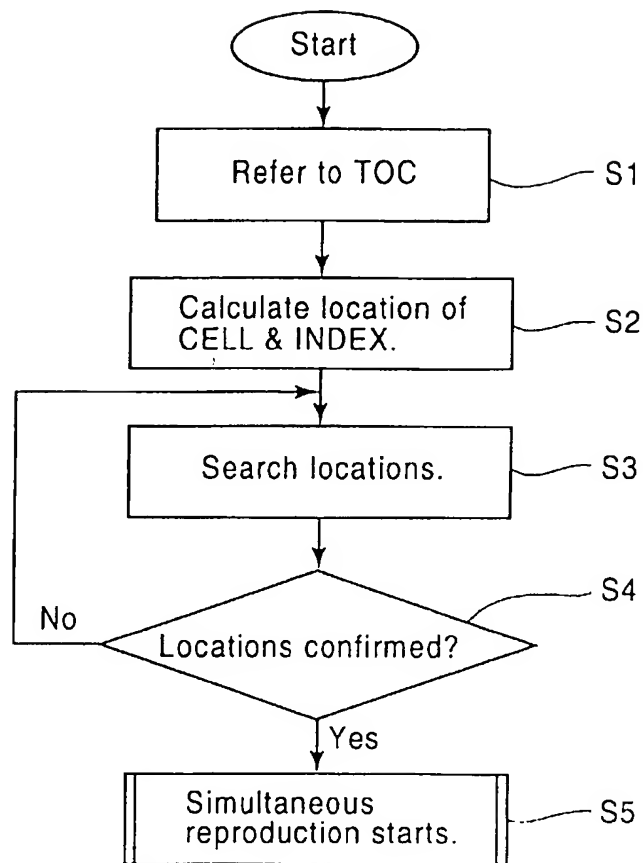 Start
Refer to TOC
S1
Calculate location of
CELL & INDEX.
S2
Search locations.
S3
S4
No
Locations confirmed?
Yes
Simultaneous
reproduction starts.
S5